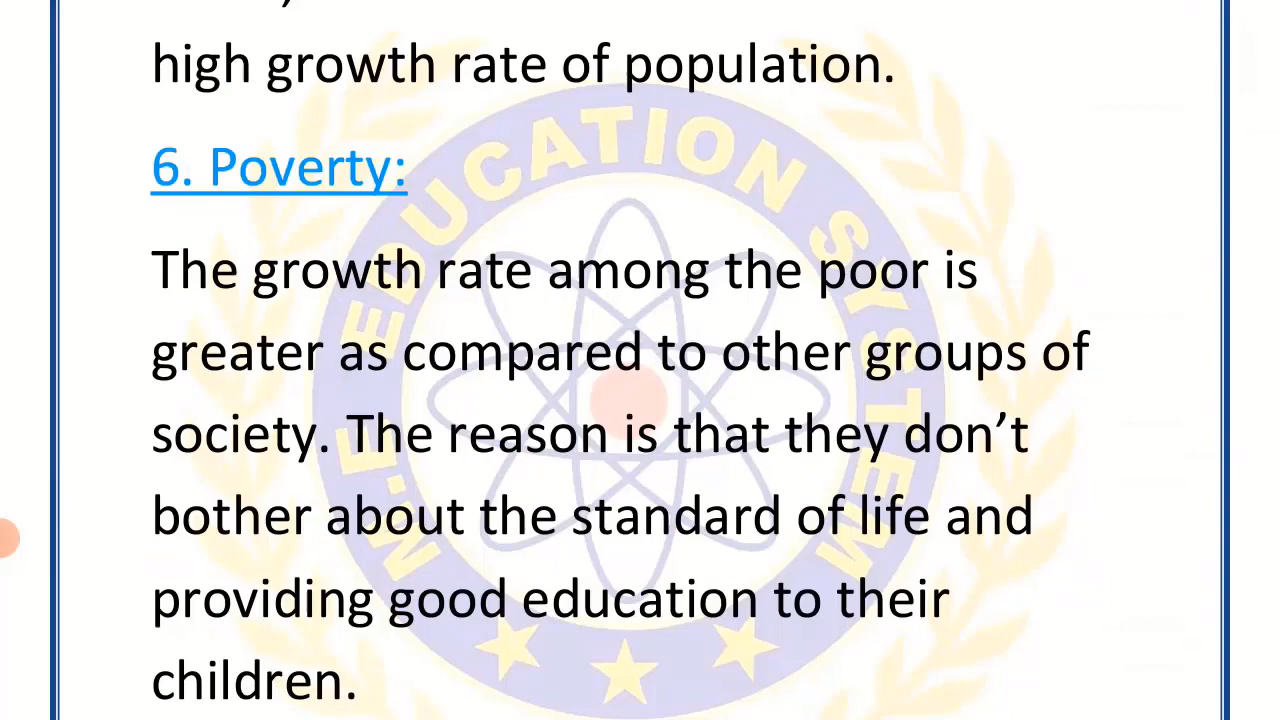 high growth rate of population.
6. Poverty:
The growth rate among the poor is
greater as compared to other groups of
society. The reason is that they don’t
bother about the standard of life and
providing good education to their
children.
M.E EDUCATION SYSTEM